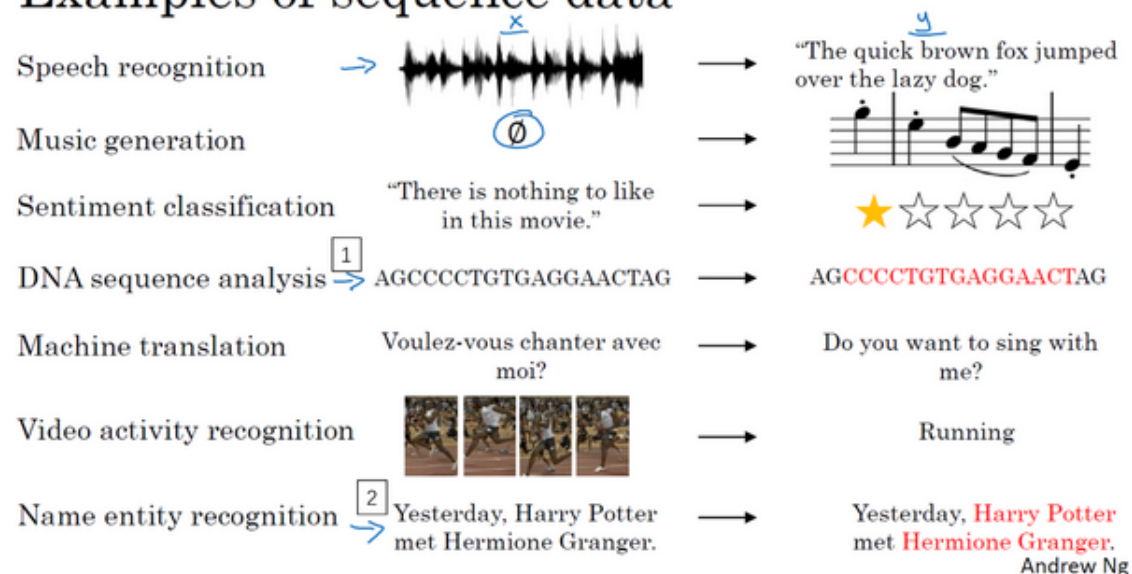 Examples of sequence data
x
y
Speech recognition
“The quick brown fox jumped
over the lazy dog.”
Music generation
∅
Sentiment classification
“There is nothing to like
in this movie.”
1
DNA sequence analysis
AGCCCCTGTGAGGAACTAG
AGCCCCTGTGAGGAACTAG
Machine translation
Voulez-vous chanter avec
moi?
Do you want to sing with
me?
Video activity recognition
Running
2
Name entity recognition
Yesterday, Harry Potter
met Hermione Granger.
Yesterday, Harry Potter
met Hermione Granger.
Andrew Ng